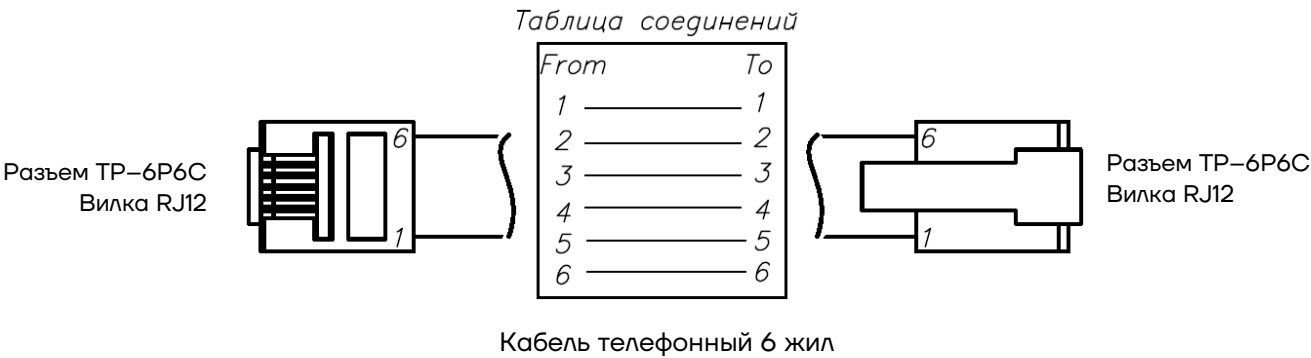 Таблица соединений
From To
1 1
2 2
3 3
4 4
5 5
6 6
6
1
Разъем TP–6P6C
Вилка RJ12
6
1
Разъем TP–6P6C
Вилка RJ12
Кабель телефонный 6 жил